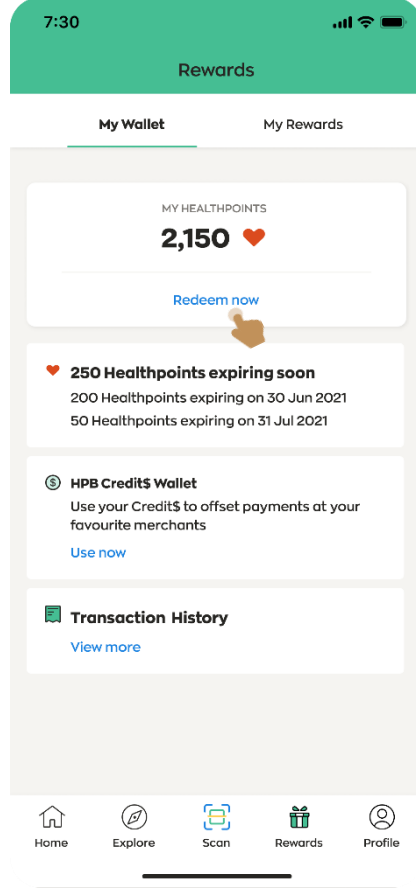 7:30
Rewards
My Wallet
My Rewards
MY HEALTHPOINTS
2,150
Redeem now
250 Healthpoints expiring soon
200 Healthpoints expiring on 30 Jun 2021
50 Healthpoints expiring on 31 Jul 2021
HPB Credit$ Wallet
Use your Credit$ to offset payments at your
favourite merchants
Use now
Transaction History
View more
Home
Explore
Scan
Rewards
Profile